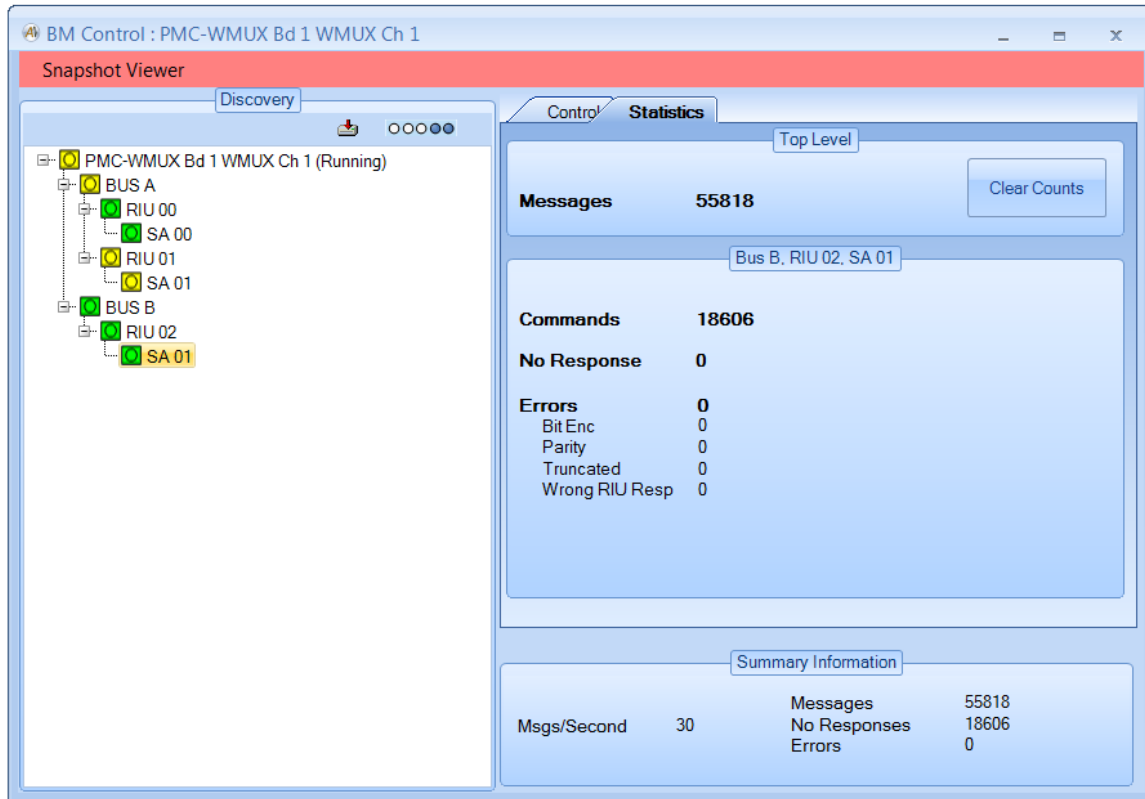 BM Control : PMC-WMUX Bd 1 WMUX Ch 1
Snapshot Viewer
Discovery
PMC-WMUX Bd 1 WMUX Ch 1 (Running)
BUS A
RIU 00
SA 00
RIU 01
SA 01
BUS B
RIU 02
SA 01
Control Statistics
Top Level
Messages 55818
Clear Counts
Bus B, RIU 02, SA 01
Commands 18606
No Response 0
Errors 0
Bit Enc 0
Parity 0
Truncated 0
Wrong RIU Resp 0
Summary Information
Msgs/Second 30
Messages 55818
No Responses 18606
Errors 0